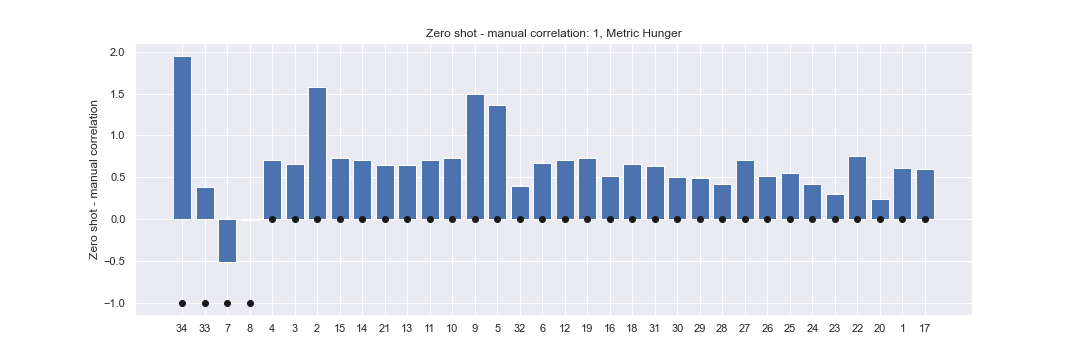 Zero shot - manual correlation: 1, Metric Hunger
Zero shot - manual correlation
2.0
1.5
1.0
0.5
0.0
−0.5
−1.0
34 33 7 8 4 3 2 15 14 21 13 11 10 9 5 32 6 12 19 16 18 31 30 29 28 27 26 25 24 23 22 20 1 17